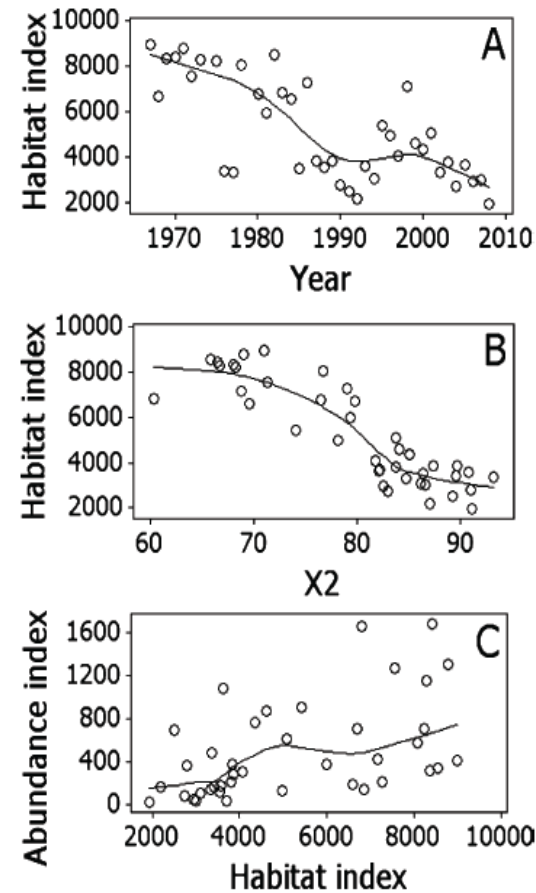 A
10000
8000
6000
4000
2000
Habitat index
1970 1980 1990 2000 2010
Year
B
10000
8000
6000
4000
2000
Habitat index
60 70 80 90
X2
C
1600
1200
800
400
0
Abundance index
2000 4000 6000 8000 10000
Habitat index